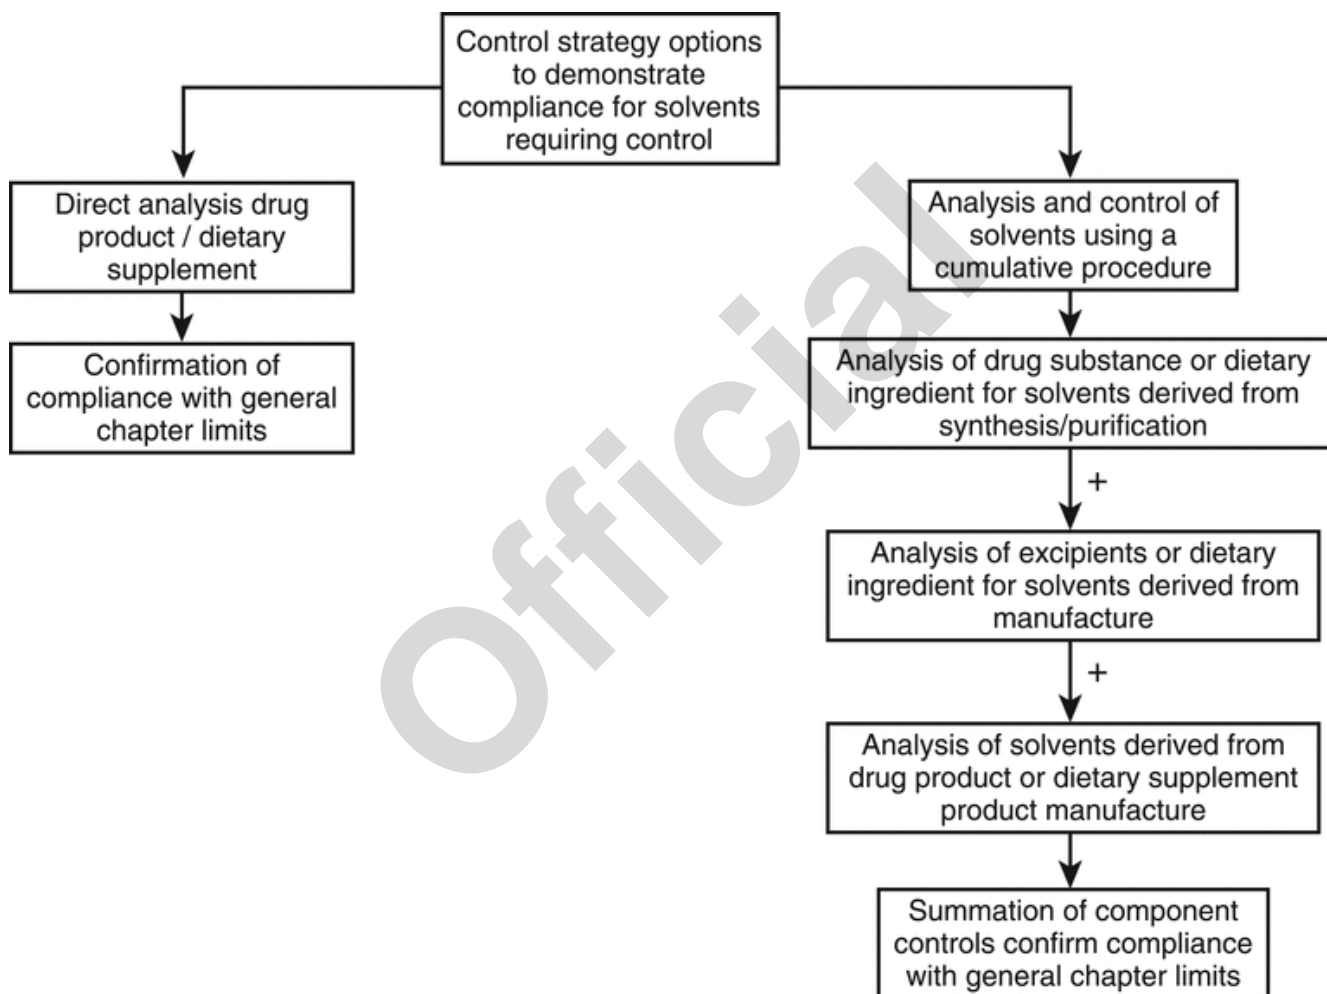 Control strategy options
to demonstrate
compliance for solvents
requiring control
Direct analysis drug
product / dietary
supplement
Confirmation of
compliance with general
chapter limits
Analysis and control of
solvents using a
cumulative procedure
Analysis of drug substance or dietary
ingredient for solvents derived from
synthesis/purification
+
Analysis of excipients or dietary
ingredient for solvents derived from
manufacture
+
Analysis of solvents derived from
drug product or dietary supplement
product manufacture
Summation of component
controls confirm compliance
with general chapter limits
Official